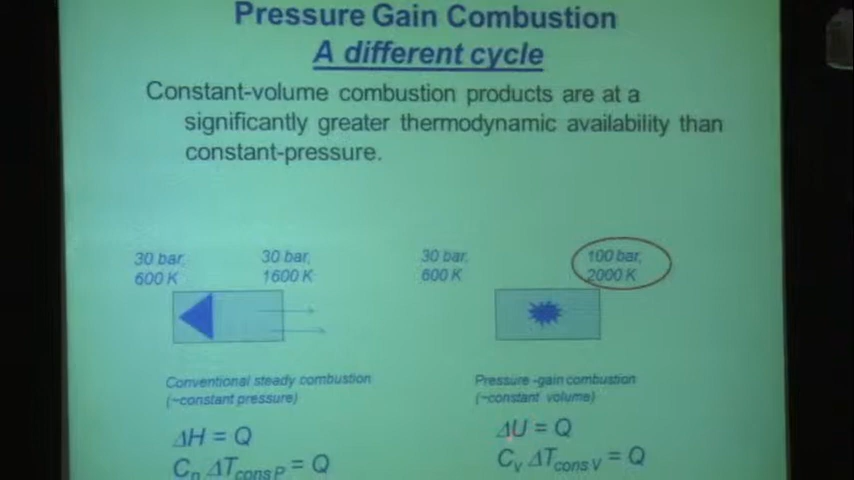 Pressure Gain Combustion
A different cycle
Constant-volume combustion products are at a
significantly greater thermodynamic availability than
constant-pressure.
30 bar, 30 bar, 30 bar, 100 bar,
600 K 1600 K 600 K 2000 K
Conventional steady combustion
(~constant pressure)
ΔH = Q
Cp ΔTconsP = Q
Pressure -gain combustion
(~constant volume)
ΔU = Q
Cv ΔTconsV = Q